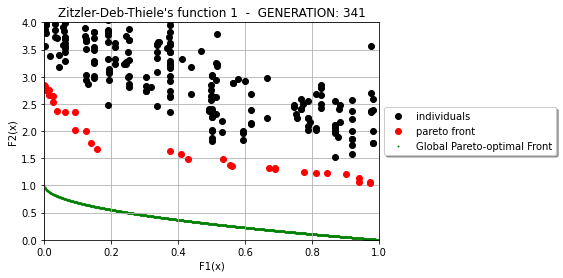 Zitzler-Deb-Thiele's function 1 - GENERATION: 341
4.0
3.5
3.0
2.5
2.0
1.5
1.0
0.5
0.0
F2(x)
0.0 0.2 0.4 0.6 0.8 1.0
F1(x)
individuals
pareto front
Global Pareto-optimal Front